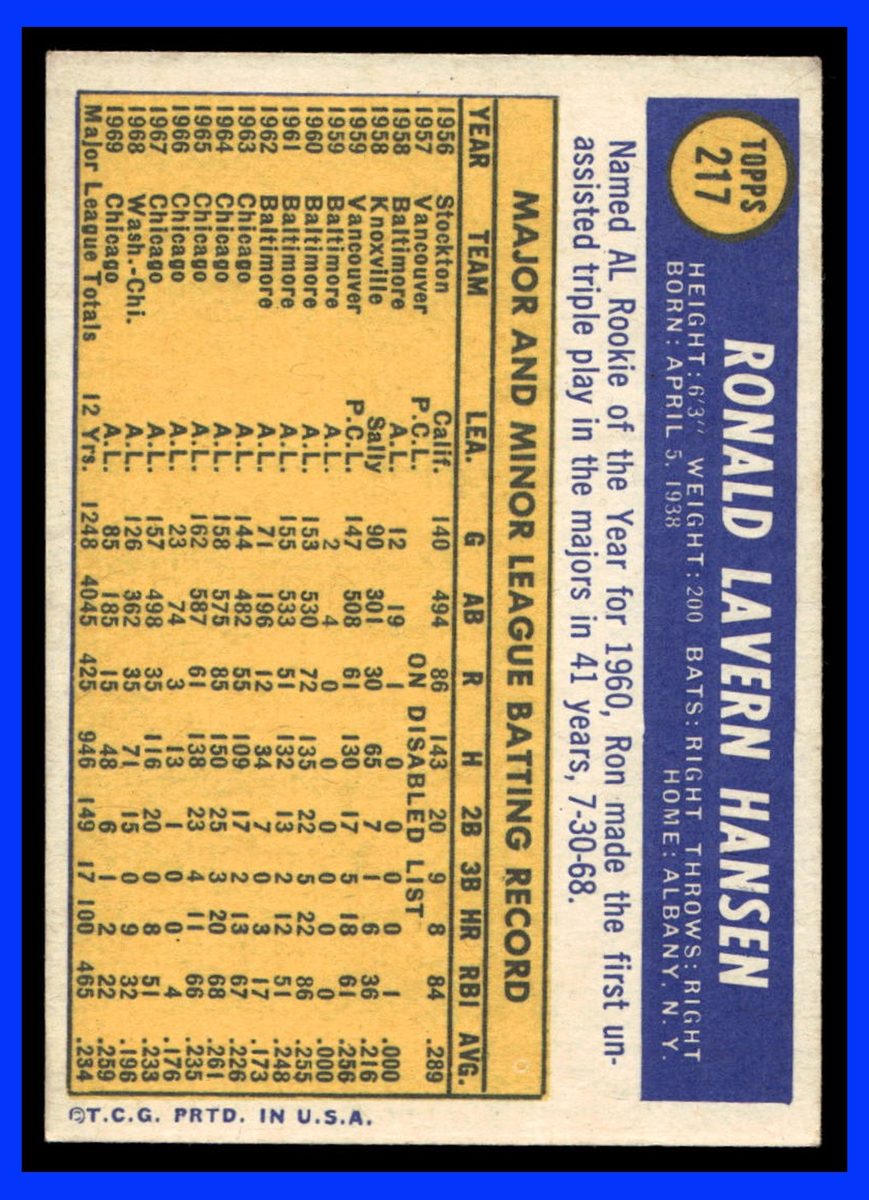 TOPPS
217
RONALD LAVERN HANSEN
HEIGHT: 6'3" WEIGHT: 200 BATS: RIGHT THROWS: RIGHT
BORN: APRIL 5, 1938 HOME: ALBANY, N. Y.
Named AL Rookie of the Year for 1960, Ron made the first un-
assisted triple play in the majors in 41 years, 7-30-68.
MAJOR AND MINOR LEAGUE BATTING RECORD
YEAR TEAM LEA. G AB R H 2B 3B HR RBI AVG.
1956 Stockton Calif. 140 494 86 143 20 9 8 84 .289
1957 Vancouver P.C.L. ON DISABLED LIST
1958 Baltimore A.L. 12 19 1 0 0 0 0 1 .000
1958 Knoxville Sally 90 301 30 65 7 1 6 36 .216
1959 Vancouver P.C.L. 147 508 61 130 17 5 18 61 .256
1959 Baltimore A.L. 2 4 0 0 0 0 0 0 .000
1960 Baltimore A.L. 153 530 72 135 22 5 22 86 .255
1961 Baltimore A.L. 155 533 51 132 13 2 12 51 .248
1962 Baltimore A.L. 71 196 12 34 7 0 3 17 .173
1963 Chicago A.L. 144 482 55 109 17 2 13 67 .226
1964 Chicago A.L. 158 575 85 150 25 3 20 68 .261
1965 Chicago A.L. 162 587 61 138 23 4 11 66 .235
1966 Chicago A.L. 23 74 3 13 1 0 0 4 .176
1967 Chicago A.L. 157 498 35 116 20 0 8 51 .233
1968 Wash.-Chi. A.L. 126 362 35 71 15 0 9 32 .196
1969 Chicago A.L. 85 185 15 48 6 1 2 22 .259
Major League Totals 12 Yrs. 1248 4045 425 946 149 17 100 465 .234
©T.C.G. PRTD. IN U.S.A.